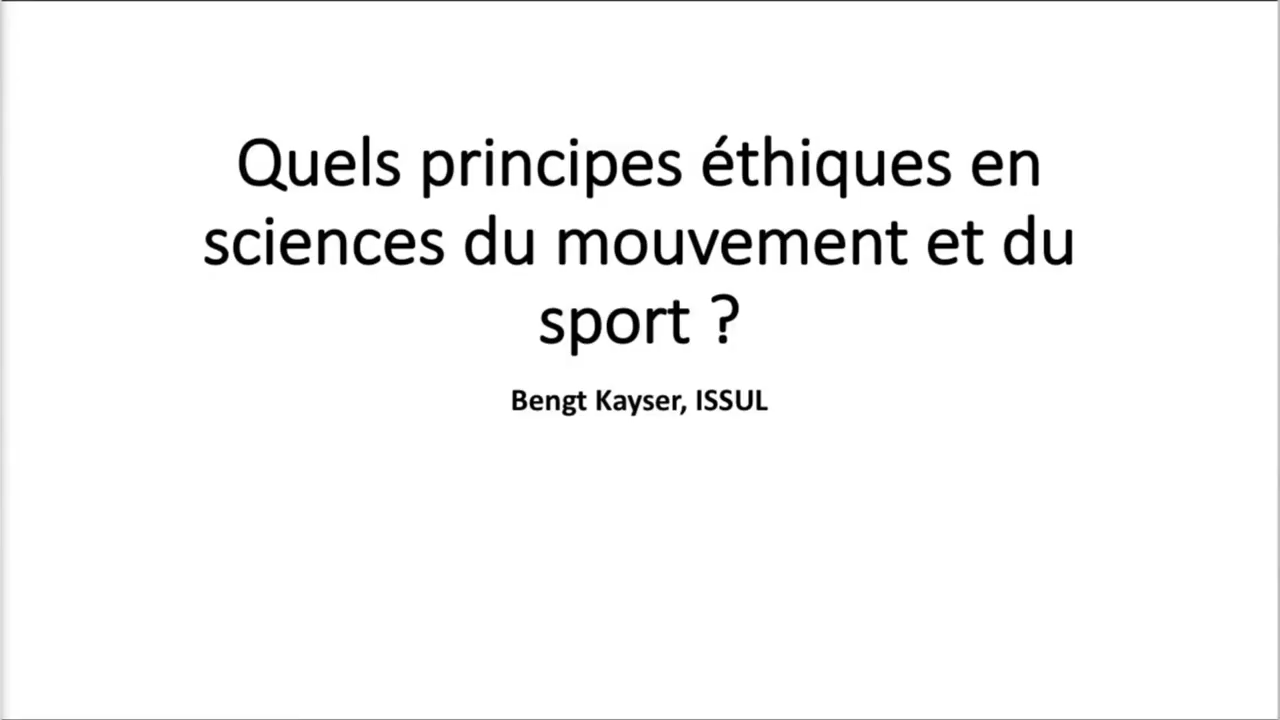 Quels principes éthiques en
sciences du mouvement et du
sport ?
Bengt Kayser, ISSUL